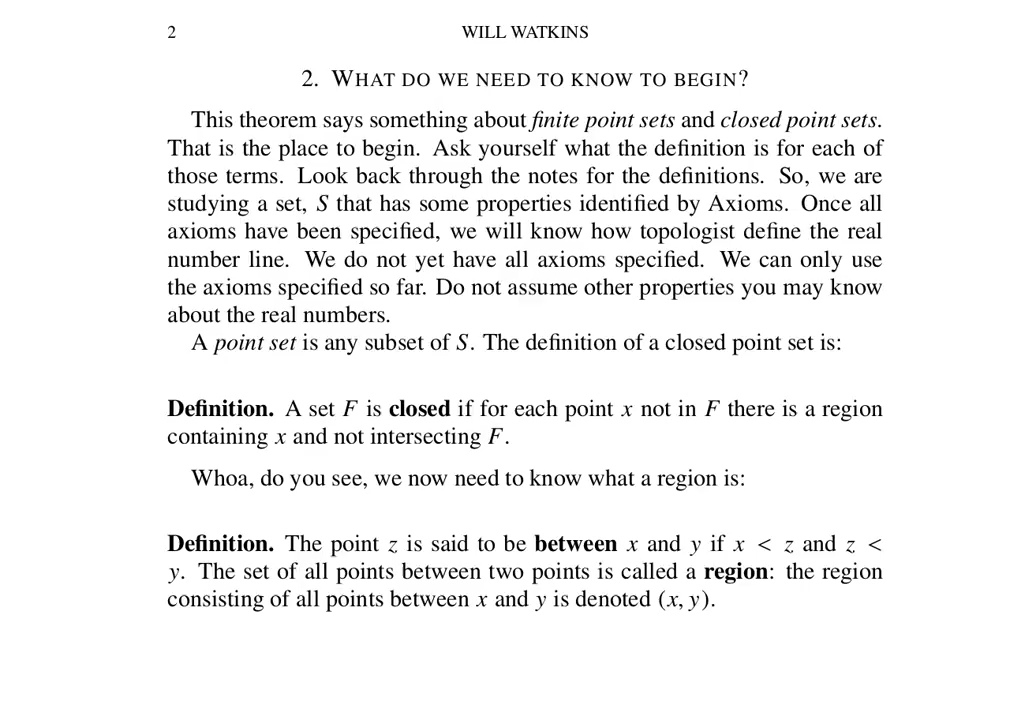 2 WILL WATKINS
2. WHAT DO WE NEED TO KNOW TO BEGIN?
This theorem says something about finite point sets and closed point sets.
That is the place to begin. Ask yourself what the definition is for each of
those terms. Look back through the notes for the definitions. So, we are
studying a set, S that has some properties identified by Axioms. Once all
axioms have been specified, we will know how topologist define the real
number line. We do not yet have all axioms specified. We can only use
the axioms specified so far. Do not assume other properties you may know
about the real numbers.
A point set is any subset of S. The definition of a closed point set is:
Definition. A set F is closed if for each point x not in F there is a region
containing x and not intersecting F.
Whoa, do you see, we now need to know what a region is:
Definition. The point z is said to be between x and y if x < z and z <
y. The set of all points between two points is called a region: the region
consisting of all points between x and y is denoted (x, y).